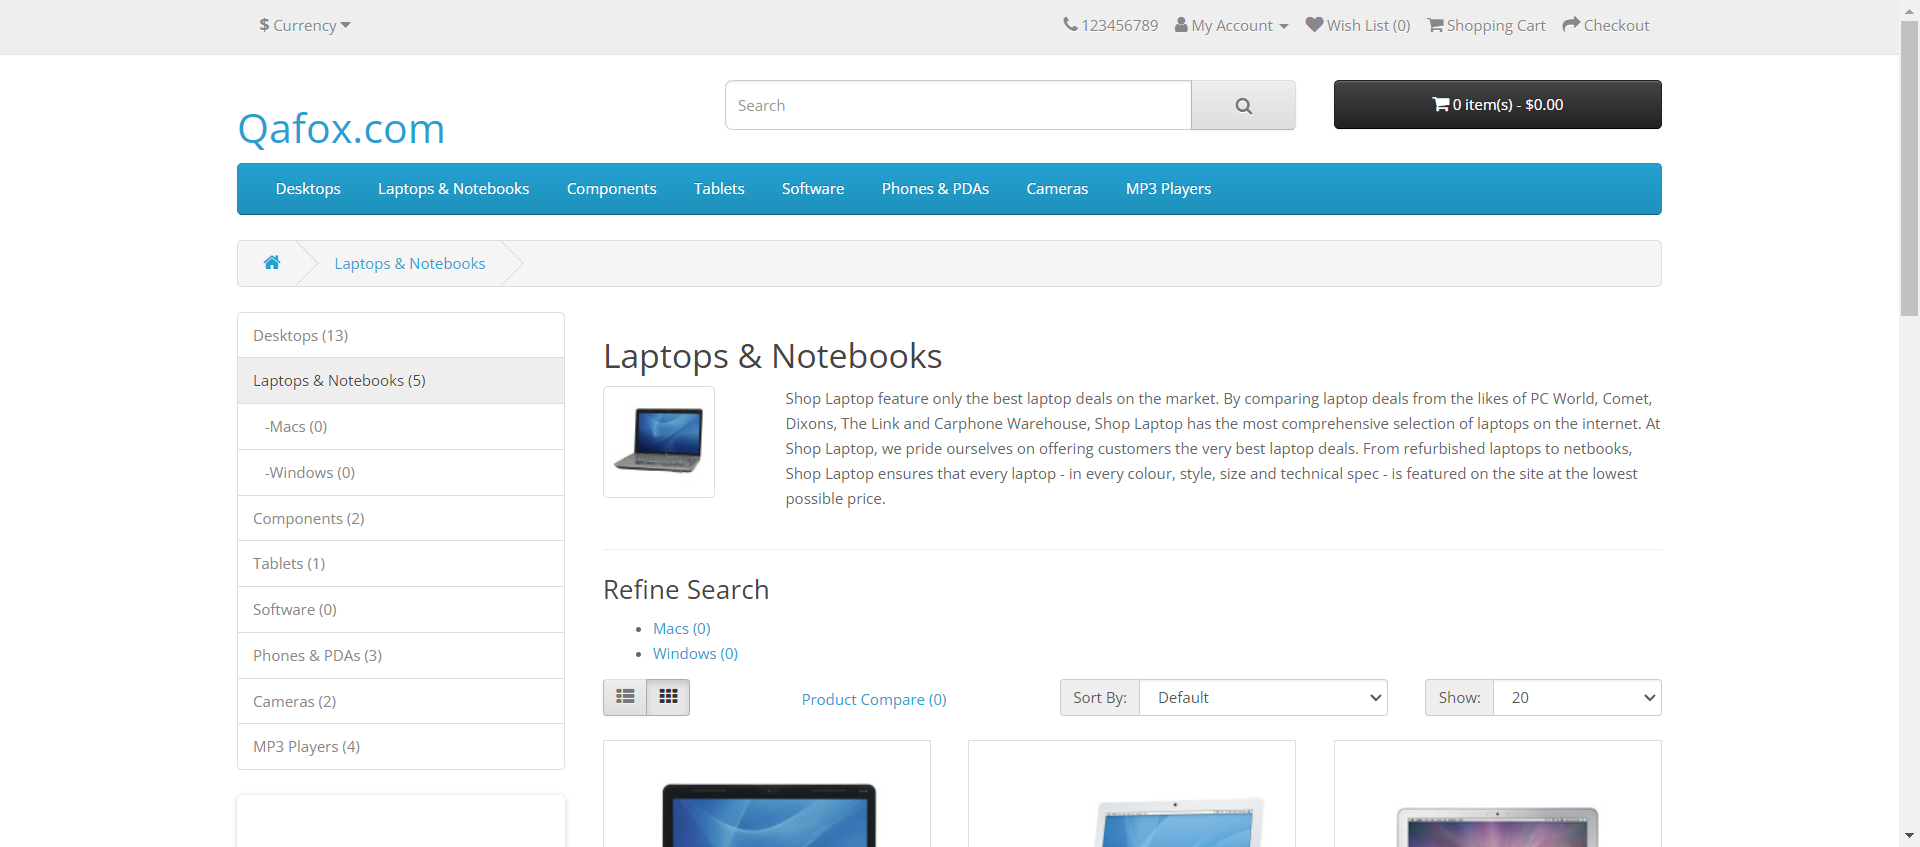 $ Currency
123456789 My Account Wish List (0) Shopping Cart Checkout
Qafox.com
Search
0 item(s) - $0.00
Desktops Laptops & Notebooks Components Tablets Software Phones & PDAs Cameras MP3 Players
Laptops & Notebooks
Desktops (13)
Laptops & Notebooks (5)
-Macs (0)
-Windows (0)
Components (2)
Tablets (1)
Software (0)
Phones & PDAs (3)
Cameras (2)
MP3 Players (4)
Laptops & Notebooks
Shop Laptop feature only the best laptop deals on the market. By comparing laptop deals from the likes of PC World, Comet,
Dixons, The Link and Carphone Warehouse, Shop Laptop has the most comprehensive selection of laptops on the internet. At
Shop Laptop, we pride ourselves on offering customers the very best laptop deals. From refurbished laptops to netbooks,
Shop Laptop ensures that every laptop - in every colour, style, size and technical spec - is featured on the site at the lowest
possible price.
Refine Search
Macs (0)
Windows (0)
Product Compare (0)
Sort By: Default
Show: 20